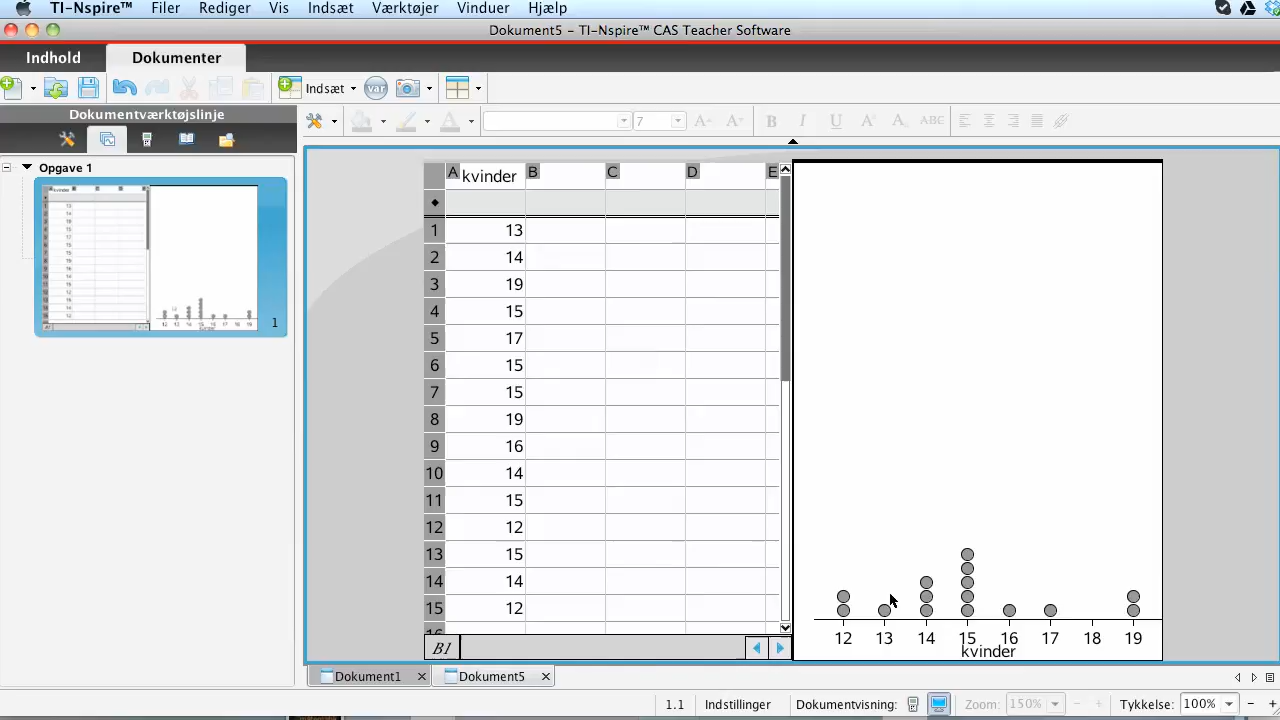 TI-Nspire™ Filer Rediger Vis Indsæt Værktøjer Vinduer Hjælp
Dokument5 – TI-Nspire™ CAS Teacher Software
Indhold Dokumenter
Indsæt var
Dokumentværktøjslinje
7 A A B I U A A ABC
Opgave 1
1
A kvinder B C D E
1 13
2 14
3 19
4 15
5 17
6 15
7 15
8 19
9 16
10 14
11 15
12 12
13 15
14 14
15 12
16
B1
12 13 14 15 16 17 18 19
kvinder
Dokument1 Dokument5
1.1 Indstillinger Dokumentvisning: Zoom: 150% Tykkelse: 100%